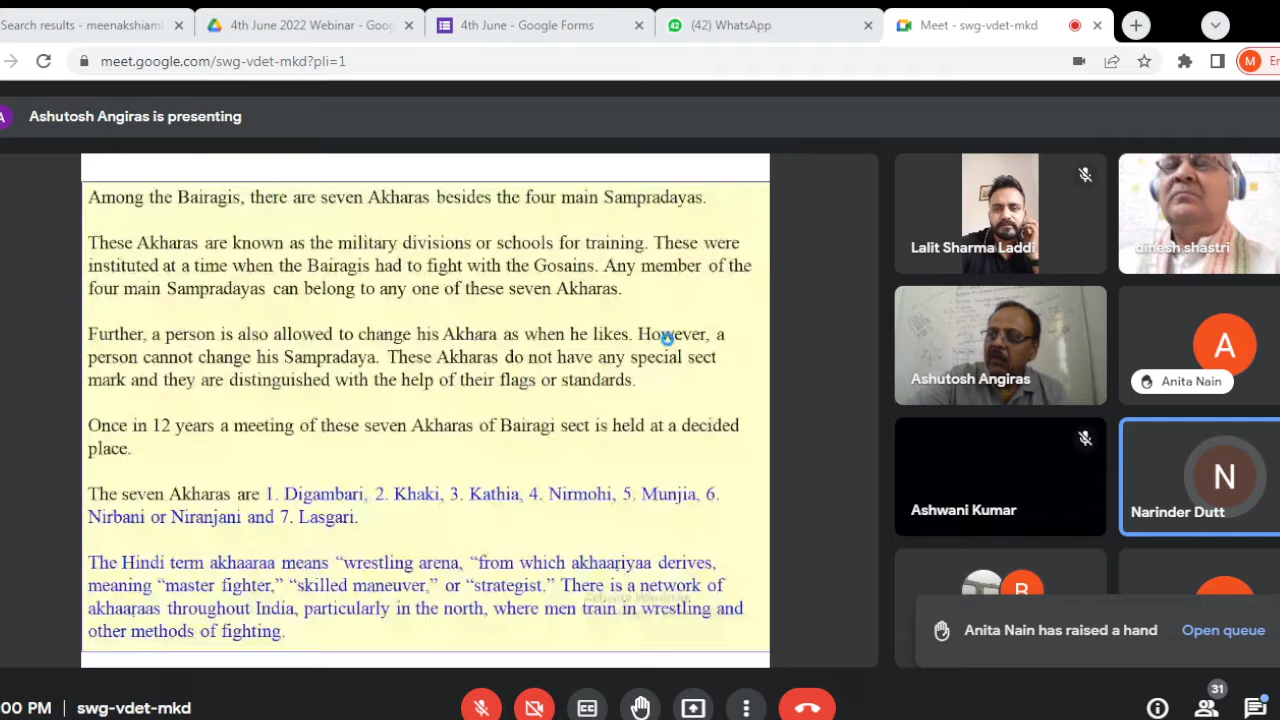 Search results - meenakshiaml
4th June 2022 Webinar - Goog
4th June - Google Forms
(42) WhatsApp
Meet - swg-vdet-mkd
meet.google.com/swg-vdet-mkd?pli=1
M
A
Ashutosh Angiras is presenting
Among the Bairagis, there are seven Akharas besides the four main Sampradayas.
These Akharas are known as the military divisions or schools for training. These were
instituted at a time when the Bairagis had to fight with the Gosains. Any member of the
four main Sampradayas can belong to any one of these seven Akharas.
Further, a person is also allowed to change his Akhara as when he likes. However, a
person cannot change his Sampradaya. These Akharas do not have any special sect
mark and they are distinguished with the help of their flags or standards.
Once in 12 years a meeting of these seven Akharas of Bairagi sect is held at a decided
place.
The seven Akharas are 1. Digambari, 2. Khaki, 3. Kathia, 4. Nirmohi, 5. Munjia, 6.
Nirbani or Niranjani and 7. Lasgari.
The Hindi term akhaaraa means “wrestling arena, “from which akhaaṛiyaa derives,
meaning “master fighter,” “skilled maneuver,” or “strategist.” There is a network of
akhaaṛaas throughout India, particularly in the north, where men train in wrestling and
other methods of fighting.
Lalit Sharma Laddi
dinesh shastri
Ashutosh Angiras
A
Anita Nain
Ashwani Kumar
N
Narinder Dutt
R
Anita Nain has raised a hand
Open queue
00 PM | swg-vdet-mkd
31